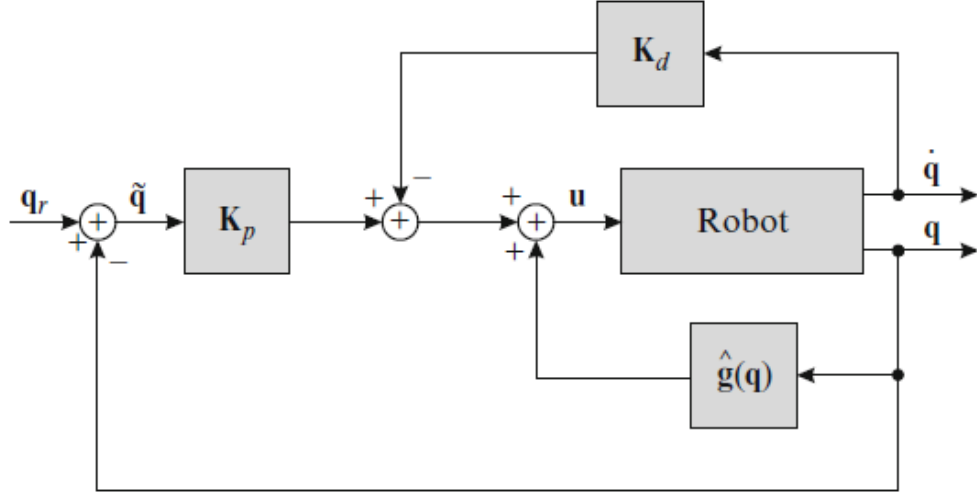 K_d
q̇
q_r
q̃
K_p
u
Robot
q
ĝ(q)
+
+
−
+
+
−
+
+
+
+